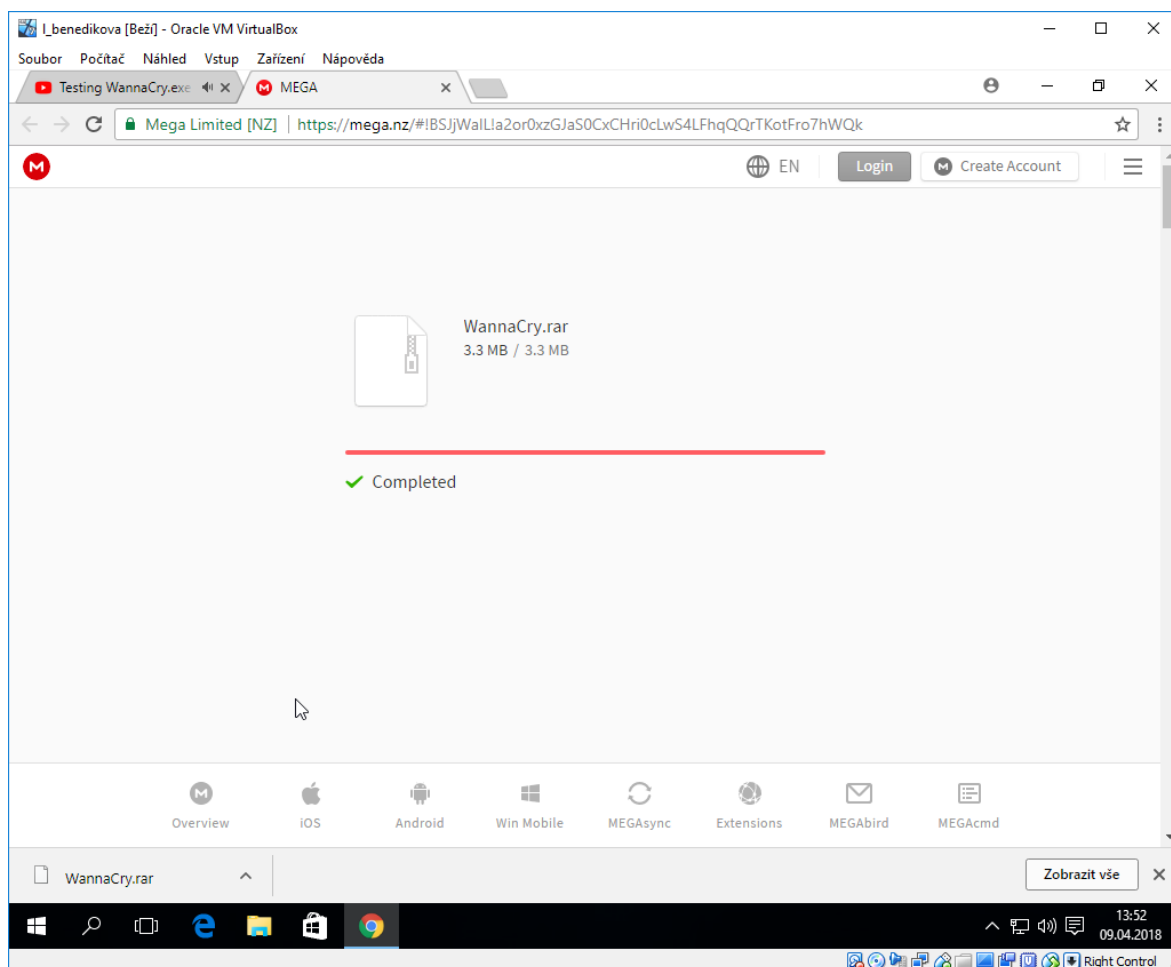 I_benedikova [Beží] - Oracle VM VirtualBox
Soubor Počítač Náhled Vstup Zařízení Nápověda
Testing WannaCry.exe MEGA
Mega Limited [NZ] | https://mega.nz/#!BSJjWalL!a2or0xzGJaS0CxCHri0cLwS4LFhqQQrTKotFro7hWQk
M EN Login M Create Account
WannaCry.rar
3.3 MB / 3.3 MB
Completed
Overview iOS Android Win Mobile MEGAsync Extensions MEGAbird MEGAcmd
WannaCry.rar Zobrazit vše
13:52
09.04.2018
Right Control